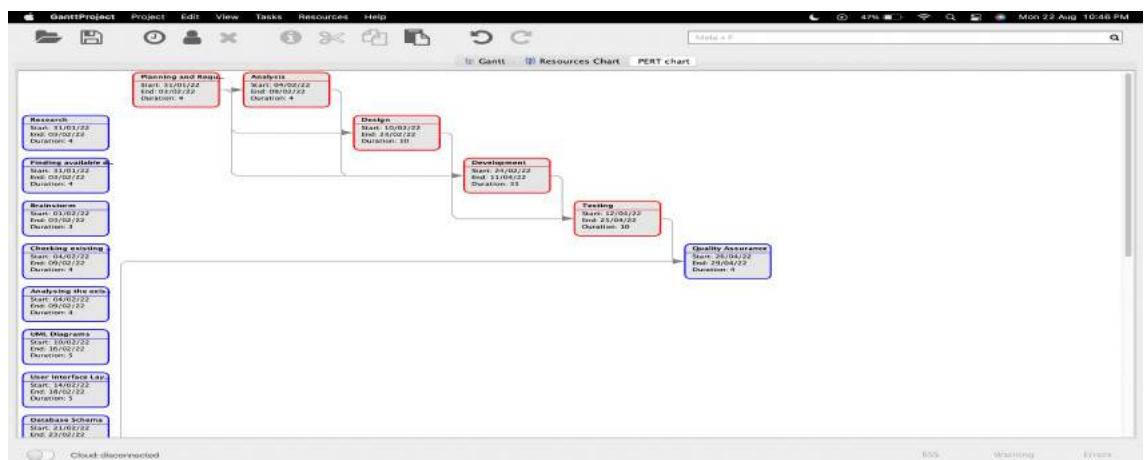 GanttProject Project Edit View Tasks Resources Help 47% Mon 22 Aug 10:46 PM
Meta + F
Gantt Resources Chart PERT chart
Planning and Requ..
Start: 31/01/22
End: 03/02/22
Duration: 4
Analysis
Start: 04/02/22
End: 09/02/22
Duration: 4
Research
Start: 31/01/22
End: 03/02/22
Duration: 4
Design
Start: 10/02/22
End: 23/02/22
Duration: 10
Finding available
Start: 31/01/22
End: 03/02/22
Duration: 4
Development
Start: 24/02/22
End: 11/04/22
Duration: 33
Brainstorm
Start: 01/02/22
End: 03/02/22
Duration: 3
Testing
Start: 12/04/22
End: 25/04/22
Duration: 10
Checking existing
Start: 04/02/22
End: 09/02/22
Duration: 4
Quality Assurance
Start: 26/04/22
End: 29/04/22
Duration: 4
Analysing the exis..
Start: 04/02/22
End: 09/02/22
Duration: 4
UML Diagrams
Start: 10/02/22
End: 16/02/22
Duration: 5
User Interface Lay..
Start: 14/02/22
End: 18/02/22
Duration: 5
Database Schema
Start: 21/02/22
End: 23/02/22
Cloud disconnected RSS Warning Errors